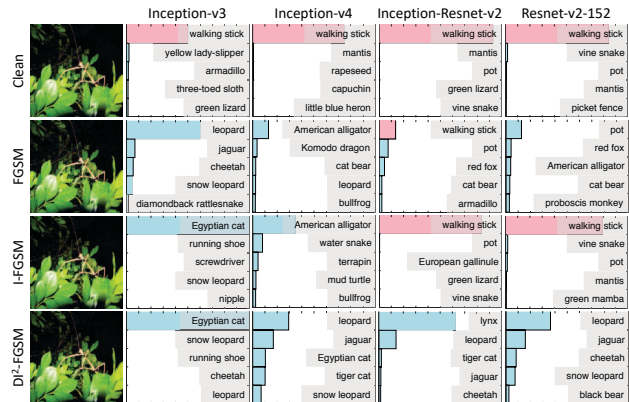 Inception-v3 Inception-v4 Inception-Resnet-v2 Resnet-v2-152
Clean
walking stick walking stick walking stick walking stick
yellow lady-slipper mantis mantis vine snake
armadillo rapeseed pot pot
three-toed sloth capuchin green lizard mantis
green lizard little blue heron vine snake picket fence
FGSM
leopard American alligator walking stick pot
jaguar Komodo dragon pot red fox
cheetah cat bear red fox American alligator
snow leopard leopard cat bear cat bear
diamondback rattlesnake bullfrog armadillo proboscis monkey
I-FGSM
Egyptian cat American alligator walking stick walking stick
running shoe water snake pot vine snake
screwdriver terrapin European gallinule pot
snow leopard mud turtle green lizard mantis
nipple bullfrog vine snake green mamba
DI²-FGSM
Egyptian cat leopard lynx leopard
snow leopard jaguar leopard jaguar
running shoe Egyptian cat tiger cat cheetah
cheetah tiger cat jaguar snow leopard
leopard snow leopard cheetah black bear